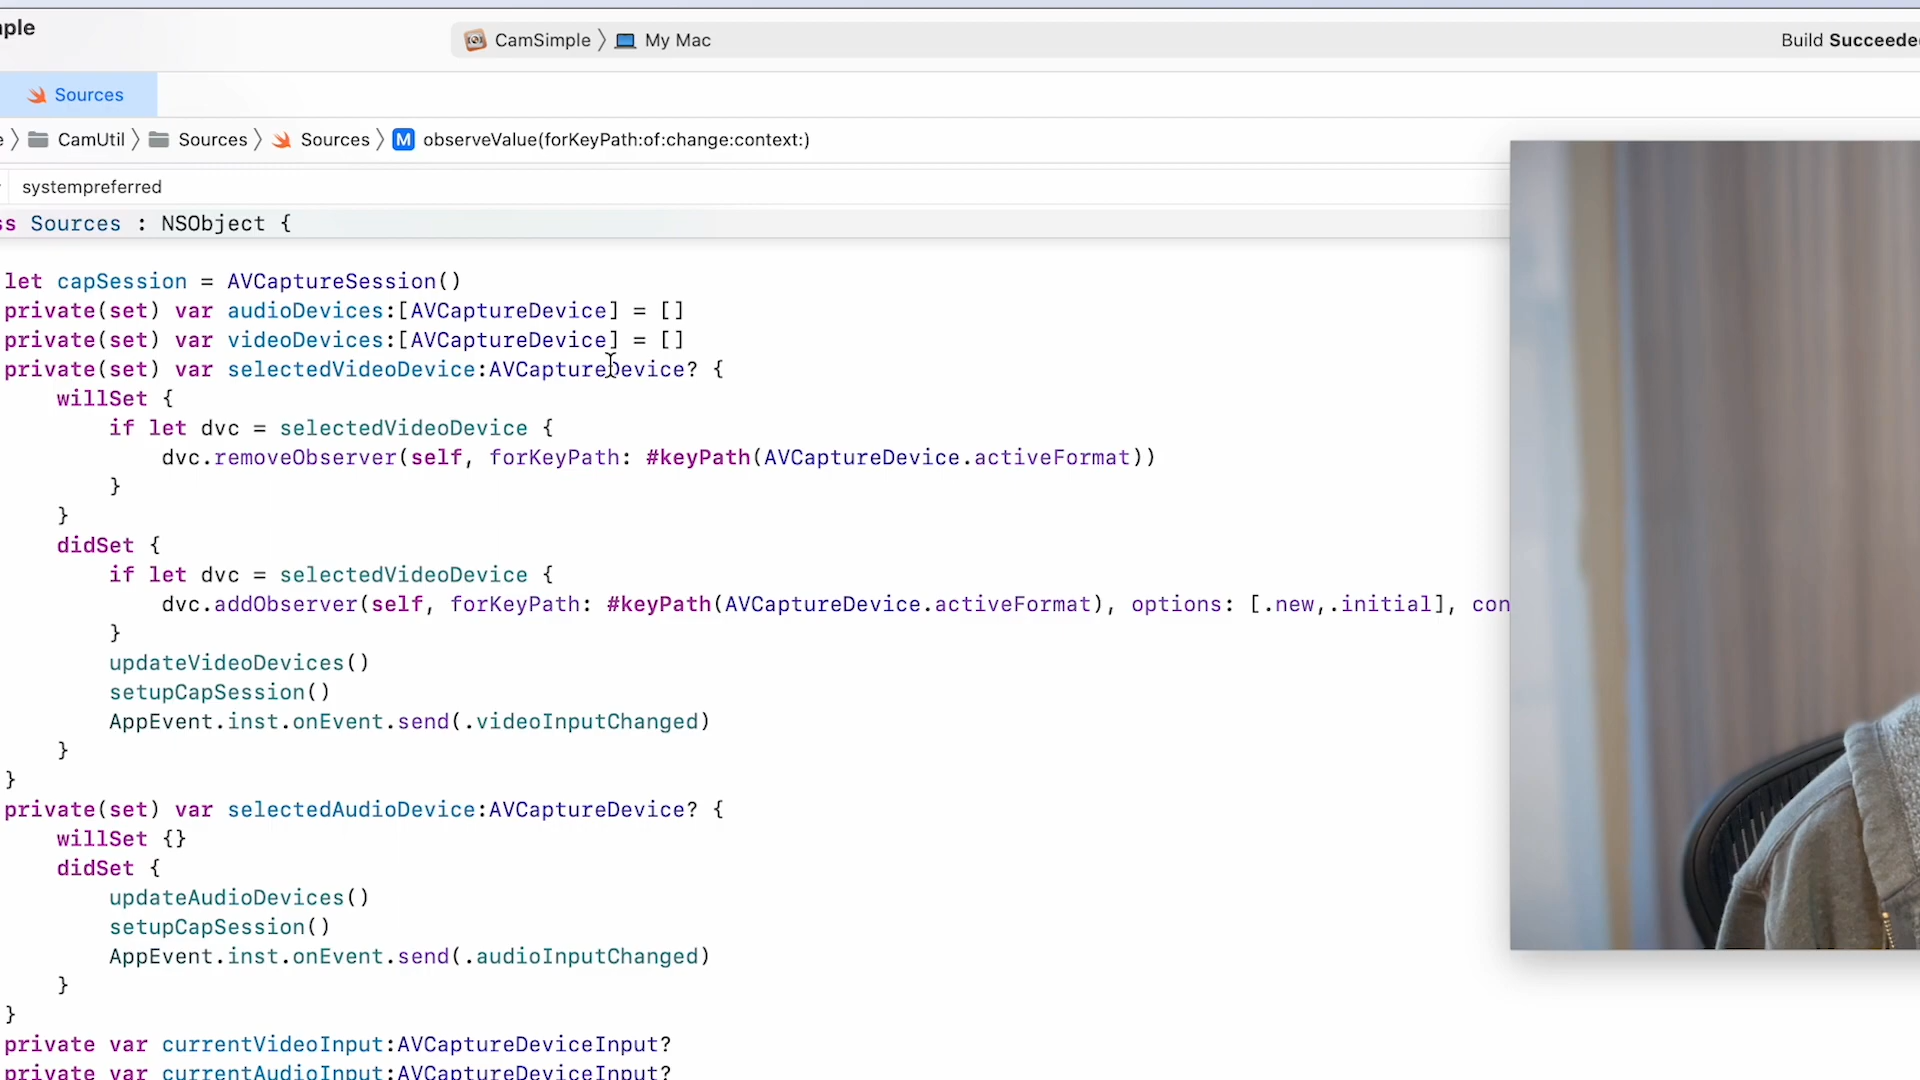 ple
CamSimple 〉 My Mac
Build Succeede
Sources
e 〉 CamUtil 〉 Sources 〉 Sources 〉 M observeValue(forKeyPath:of:change:context:)
systempreferred
ss Sources : NSObject {
let capSession = AVCaptureSession()
private(set) var audioDevices:[AVCaptureDevice] = []
private(set) var videoDevices:[AVCaptureDevice] = []
private(set) var selectedVideoDevice:AVCaptureDevice? {
willSet {
if let dvc = selectedVideoDevice {
dvc.removeObserver(self, forKeyPath: #keyPath(AVCaptureDevice.activeFormat))
}
}
didSet {
if let dvc = selectedVideoDevice {
dvc.addObserver(self, forKeyPath: #keyPath(AVCaptureDevice.activeFormat), options: [.new,.initial], con
}
updateVideoDevices()
setupCapSession()
AppEvent.inst.onEvent.send(.videoInputChanged)
}
}
private(set) var selectedAudioDevice:AVCaptureDevice? {
willSet {}
didSet {
updateAudioDevices()
setupCapSession()
AppEvent.inst.onEvent.send(.audioInputChanged)
}
}
private var currentVideoInput:AVCaptureDeviceInput?
private var currentAudioInput:AVCaptureDeviceInput?